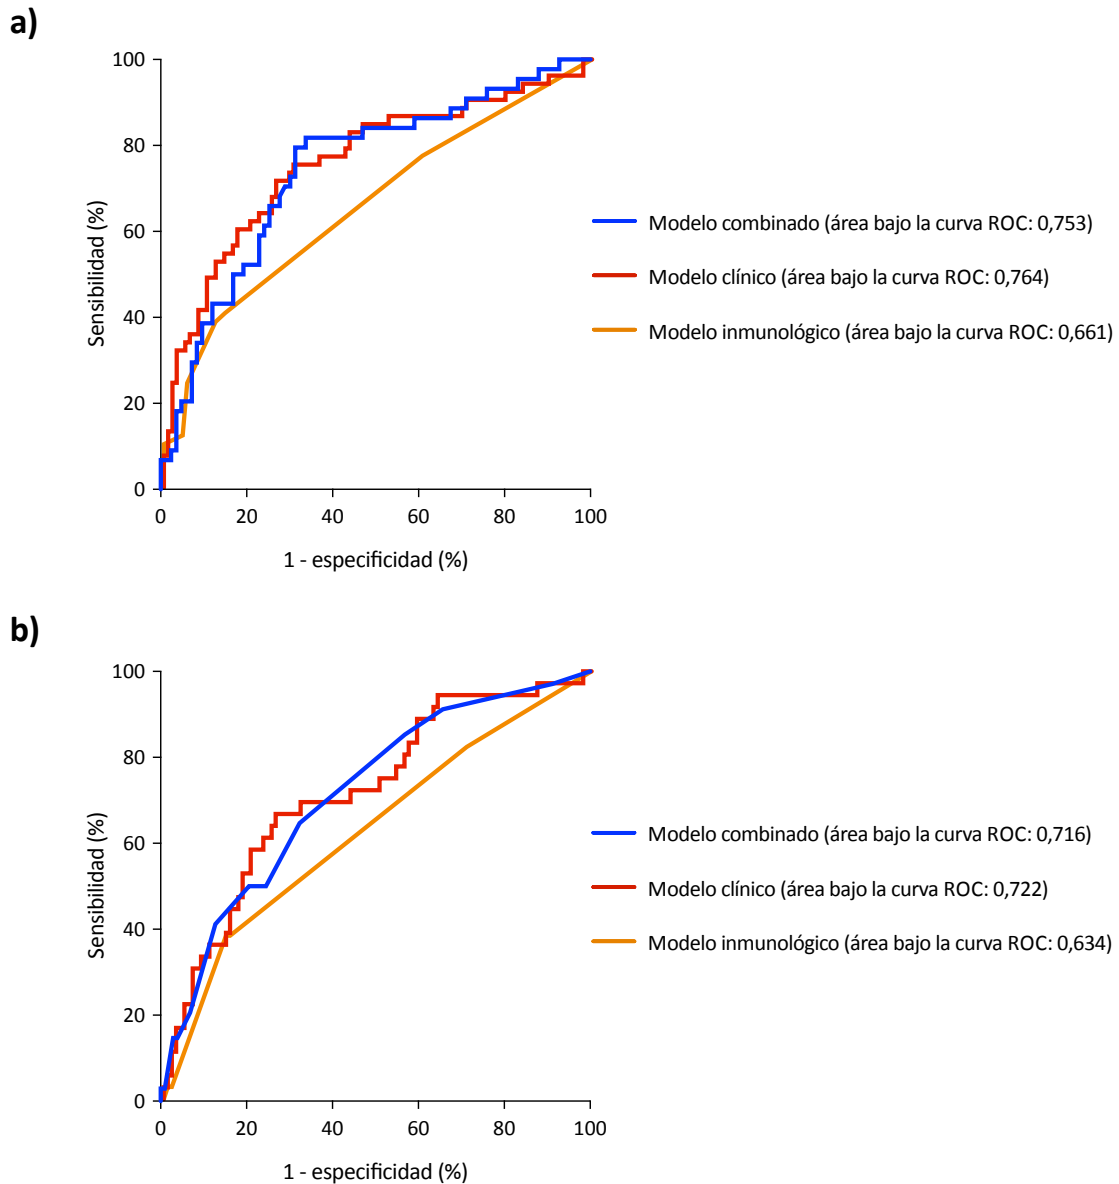 a)
100
80
60
40
20
0
Sensibilidad (%)
0 20 40 60 80 100
1 - especificidad (%)
Modelo combinado (área bajo la curva ROC: 0,753)
Modelo clínico (área bajo la curva ROC: 0,764)
Modelo inmunológico (área bajo la curva ROC: 0,661)
b)
100
80
60
40
20
0
Sensibilidad (%)
0 20 40 60 80 100
1 - especificidad (%)
Modelo combinado (área bajo la curva ROC: 0,716)
Modelo clínico (área bajo la curva ROC: 0,722)
Modelo inmunológico (área bajo la curva ROC: 0,634)